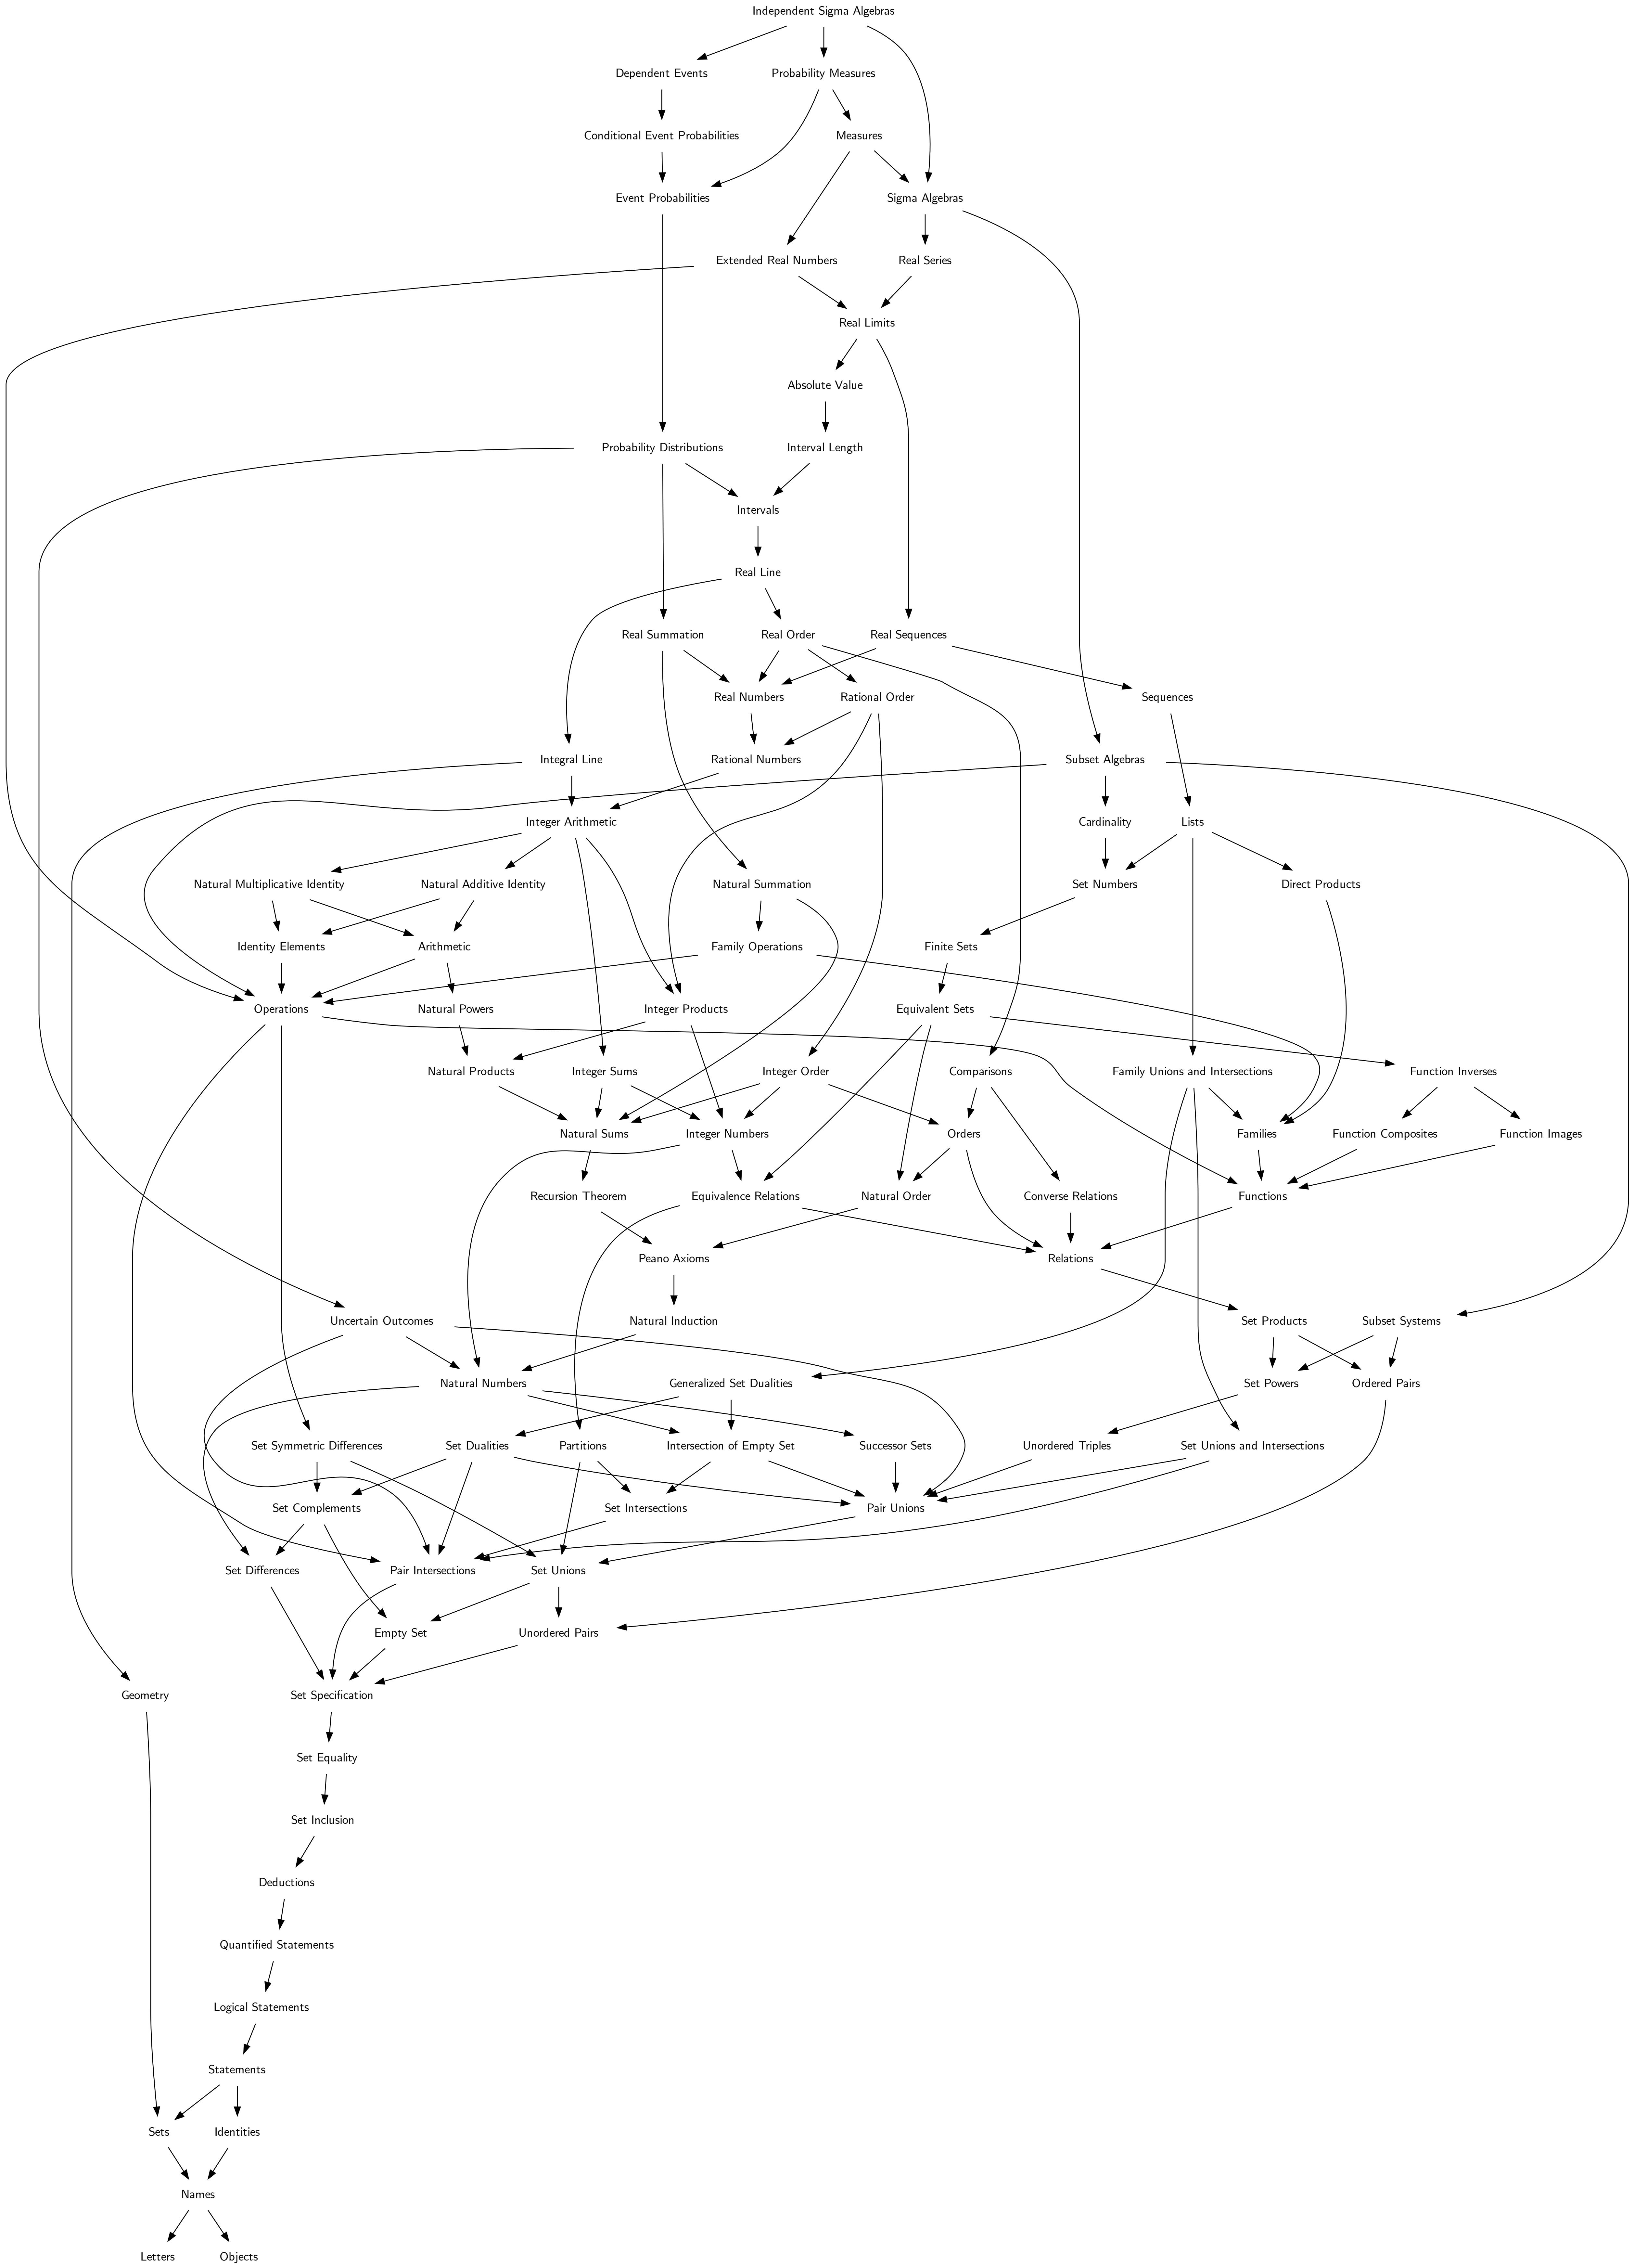 Independent Sigma Algebras
Dependent Events
Probability Measures
Conditional Event Probabilities
Measures
Event Probabilities
Sigma Algebras
Extended Real Numbers
Real Series
Real Limits
Absolute Value
Probability Distributions
Interval Length
Intervals
Real Line
Real Summation
Real Order
Real Sequences
Real Numbers
Rational Order
Sequences
Integral Line
Rational Numbers
Subset Algebras
Integer Arithmetic
Cardinality
Lists
Natural Multiplicative Identity
Natural Additive Identity
Natural Summation
Set Numbers
Direct Products
Identity Elements
Arithmetic
Family Operations
Finite Sets
Operations
Natural Powers
Integer Products
Equivalent Sets
Natural Products
Integer Sums
Integer Order
Comparisons
Family Unions and Intersections
Function Inverses
Natural Sums
Integer Numbers
Orders
Families
Function Composites
Function Images
Recursion Theorem
Equivalence Relations
Natural Order
Converse Relations
Functions
Peano Axioms
Relations
Uncertain Outcomes
Natural Induction
Set Products
Subset Systems
Natural Numbers
Generalized Set Dualities
Set Powers
Ordered Pairs
Set Symmetric Differences
Set Dualities
Partitions
Intersection of Empty Set
Successor Sets
Unordered Triples
Set Unions and Intersections
Set Complements
Set Intersections
Pair Unions
Set Differences
Pair Intersections
Set Unions
Empty Set
Unordered Pairs
Geometry
Set Specification
Set Equality
Set Inclusion
Deductions
Quantified Statements
Logical Statements
Statements
Sets
Identities
Names
Letters
Objects